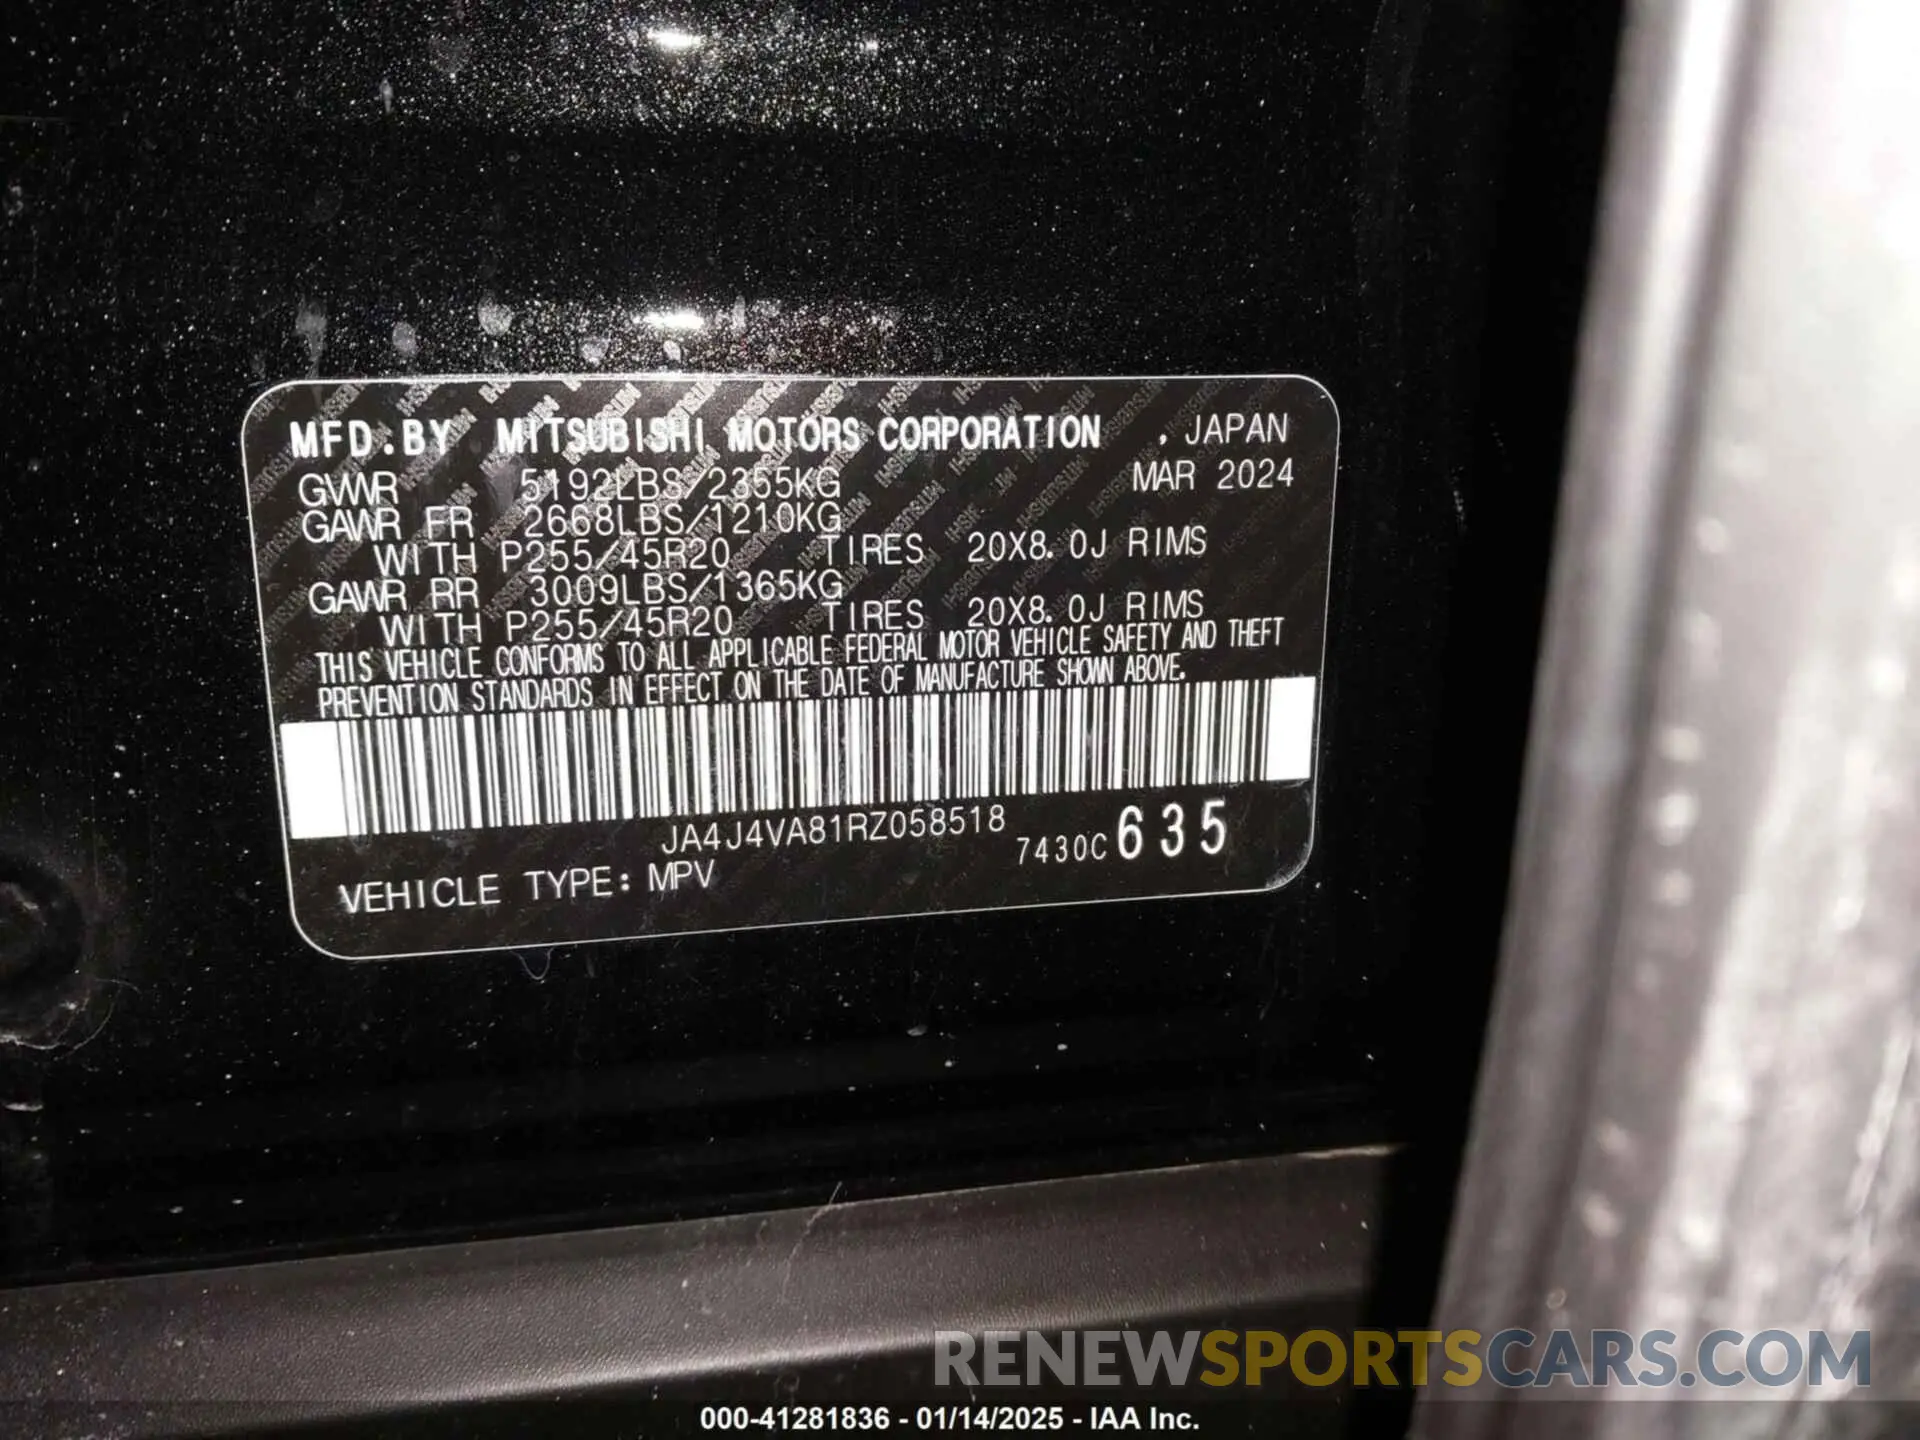 MFD.BY MITSUBISHI MOTORS CORPORATION , JAPAN
GVWR 5192LBS/2355KG MAR 2024
GAWR FR 2668LBS/1210KG
WITH P255/45R20 TIRES 20X8.0J RIMS
GAWR RR 3009LBS/1365KG
WITH P255/45R20 TIRES 20X8.0J RIMS
THIS VEHICLE CONFORMS TO ALL APPLICABLE FEDERAL MOTOR VEHICLE SAFETY AND THEFT
PREVENTION STANDARDS IN EFFECT ON THE DATE OF MANUFACTURE SHOWN ABOVE.
JA4J4VA81RZ058518
7430C 635
VEHICLE TYPE: MPV
RENEWSPORTSCARS.COM
000-41281836 - 01/14/2025 - IAA Inc.